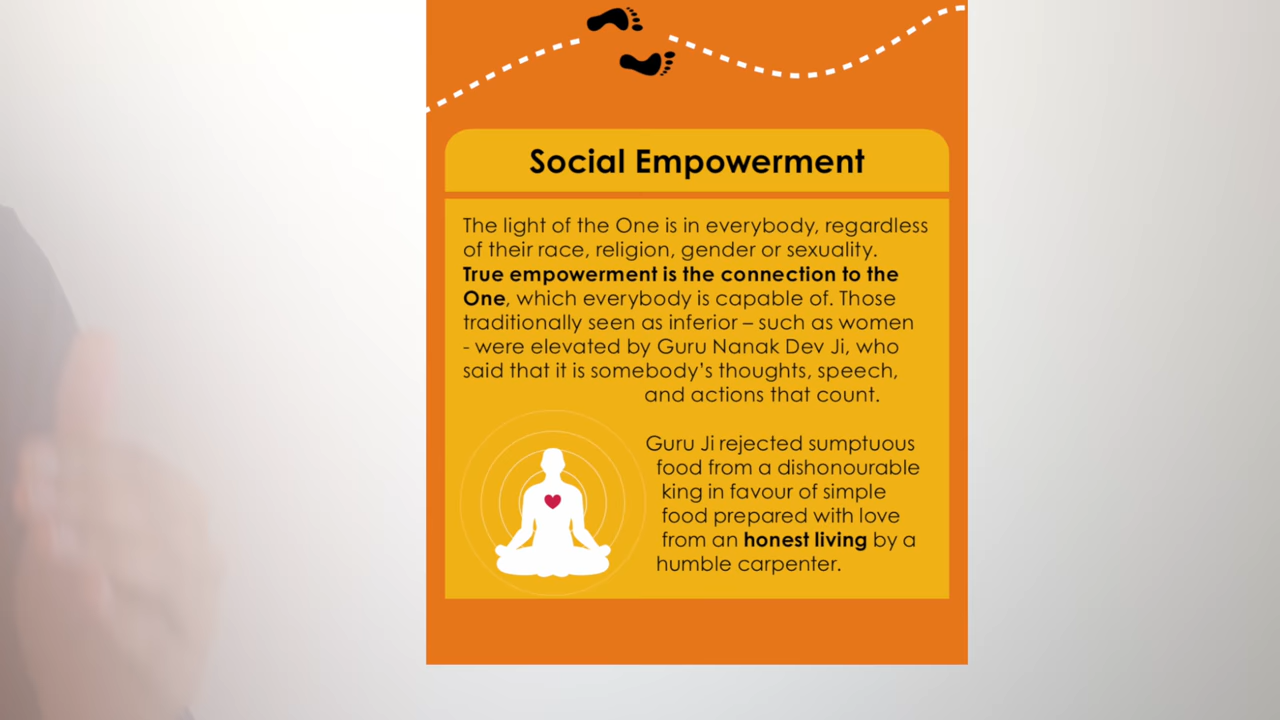 Social Empowerment
The light of the One is in everybody, regardless
of their race, religion, gender or sexuality.
True empowerment is the connection to the
One, which everybody is capable of. Those
traditionally seen as inferior – such as women
- were elevated by Guru Nanak Dev Ji, who
said that it is somebody's thoughts, speech,
and actions that count.
Guru Ji rejected sumptuous
food from a dishonourable
king in favour of simple
food prepared with love
from an honest living by a
humble carpenter.